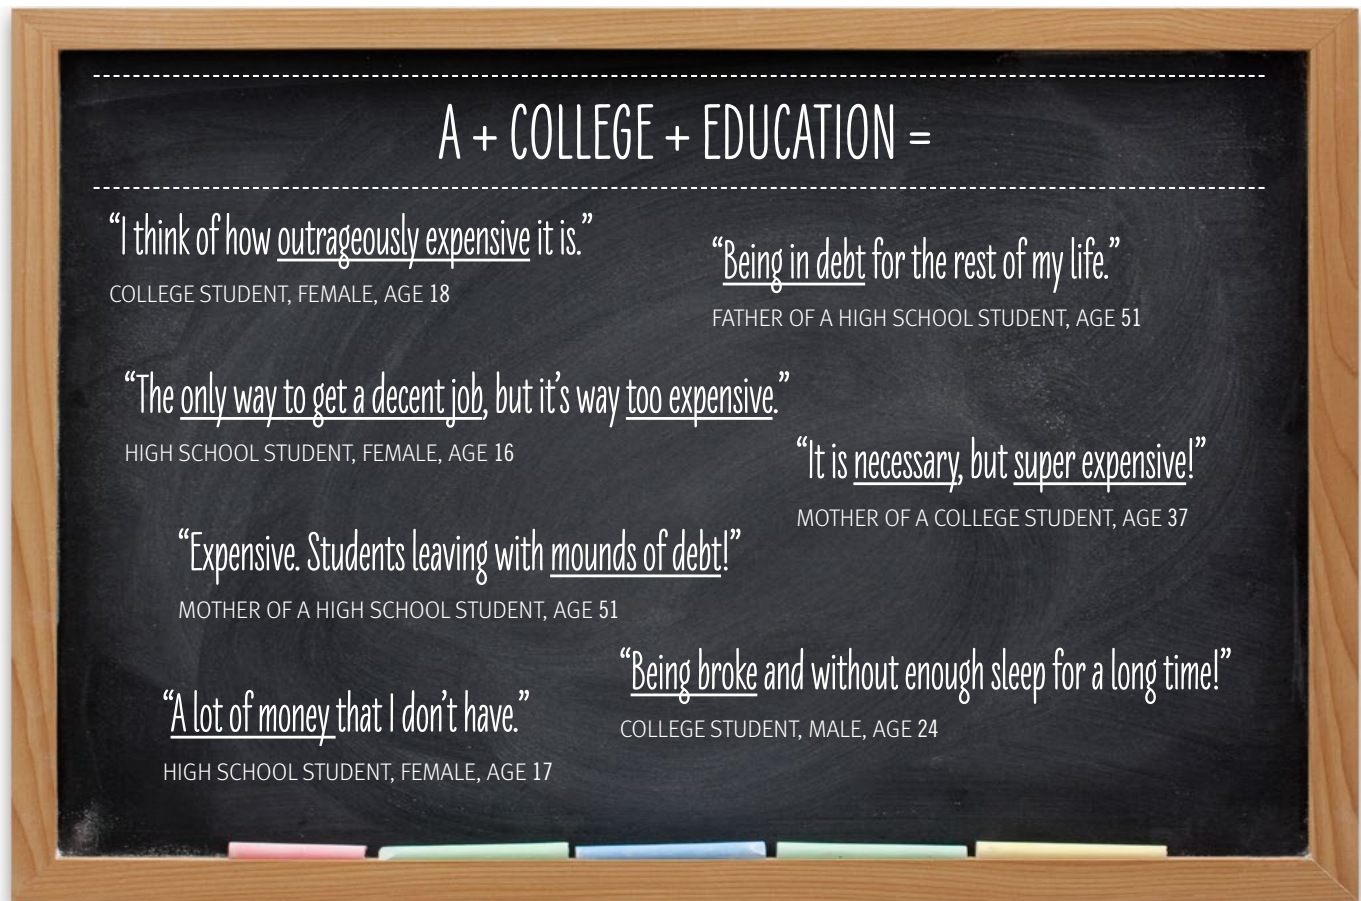 A + COLLEGE + EDUCATION =
“I think of how outrageously expensive it is.”
COLLEGE STUDENT, FEMALE, AGE 18
“Being in debt for the rest of my life.”
FATHER OF A HIGH SCHOOL STUDENT, AGE 51
“The only way to get a decent job, but it’s way too expensive.”
HIGH SCHOOL STUDENT, FEMALE, AGE 16
“It is necessary, but super expensive!”
MOTHER OF A COLLEGE STUDENT, AGE 37
“Expensive. Students leaving with mounds of debt!”
MOTHER OF A HIGH SCHOOL STUDENT, AGE 51
“Being broke and without enough sleep for a long time!”
COLLEGE STUDENT, MALE, AGE 24
“A lot of money that I don’t have.”
HIGH SCHOOL STUDENT, FEMALE, AGE 17